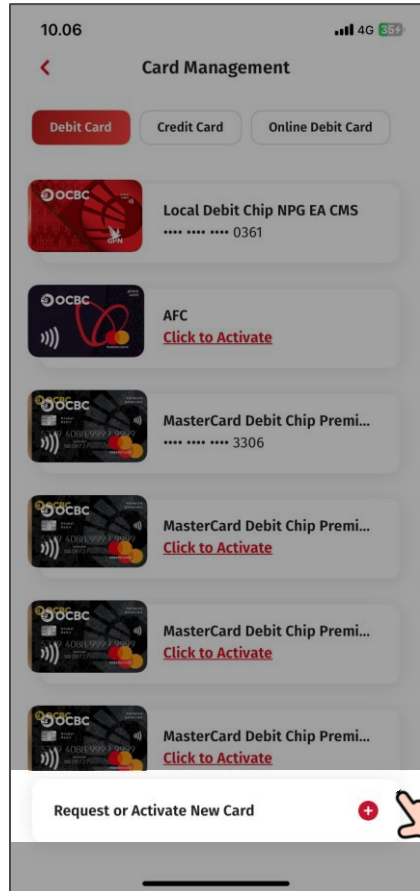 10.06
4G 35
Card Management
Debit Card
Credit Card
Online Debit Card
OCBC
GPN
Local Debit Chip NPG EA CMS
•••• •••• •••• 0361
OCBC
AFC
Click to Activate
OCBC
MasterCard Debit Chip Premi...
•••• •••• •••• 3306
OCBC
MasterCard Debit Chip Premi...
Click to Activate
OCBC
MasterCard Debit Chip Premi...
Click to Activate
OCBC
MasterCard Debit Chip Premi...
Click to Activate
Request or Activate New Card